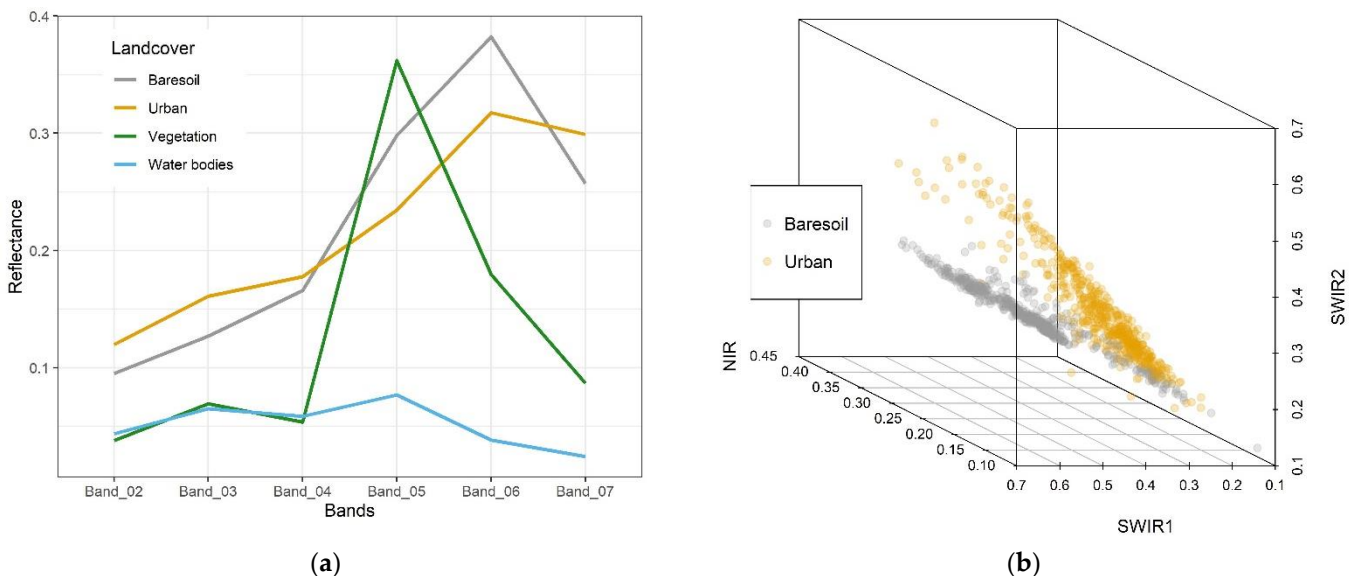 0.4
Landcover
Baresoil
Urban
Vegetation
Water bodies
0.3
0.2
0.1
Reflectance
Band_02 Band_03 Band_04 Band_05 Band_06 Band_07
Bands
(a)
Baresoil
Urban
NIR
0.45
0.40
0.35
0.30
0.25
0.20
0.15
0.10
0.7
0.6
0.5
0.4
0.3
0.2
0.1
SWIR2
0.7 0.6 0.5 0.4 0.3 0.2 0.1
SWIR1
(b)